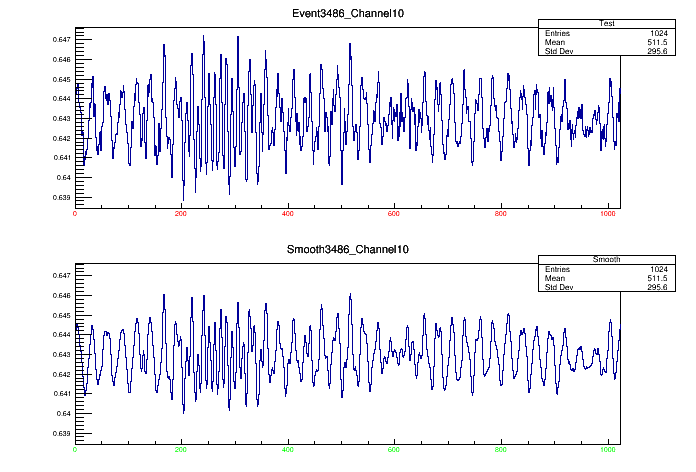 Event3486_Channel10
Test
Entries 1024
Mean 511.5
Std Dev 295.6
0.647
0.646
0.645
0.644
0.643
0.642
0.641
0.64
0.639
0 200 400 600 800 1000
Smooth3486_Channel10
Smooth
Entries 1024
Mean 511.5
Std Dev 295.6
0.647
0.646
0.645
0.644
0.643
0.642
0.641
0.64
0.639
0 200 400 600 800 1000